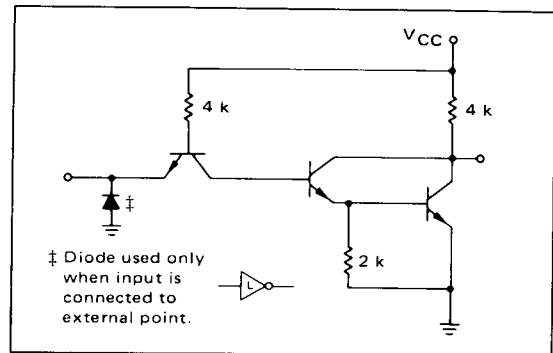 VCC
4 k
4 k
‡
2 k
‡ Diode used only
when input is
connected to
external point.
L